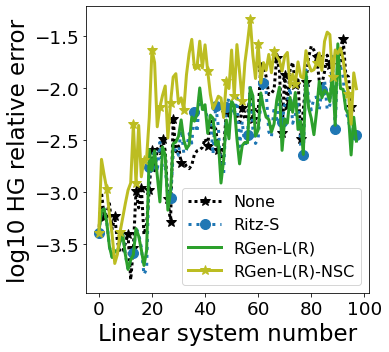 log10 HG relative error
−1.5
−2.0
−2.5
−3.0
−3.5
None
Ritz-S
RGen-L(R)
RGen-L(R)-NSC
0 20 40 60 80 100
Linear system number